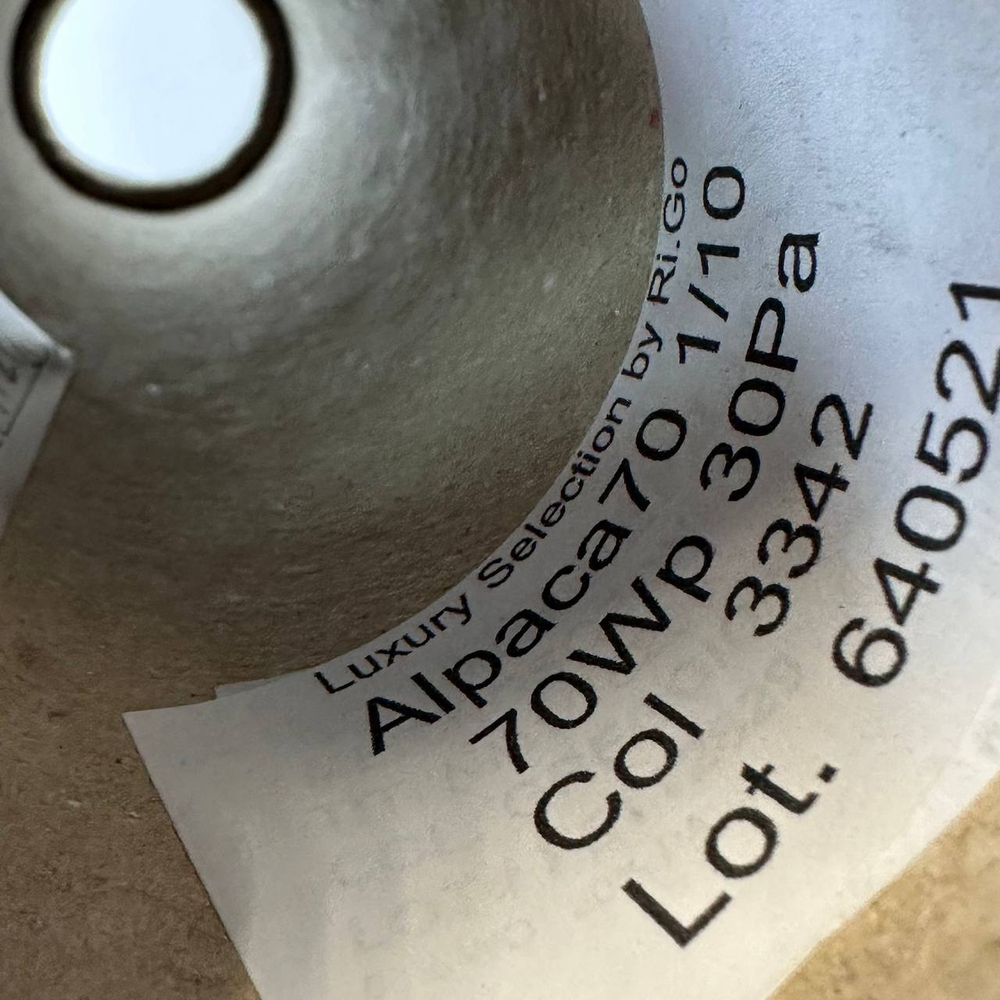 Luxury Selection by Ri.Go
Alpaca70 1/10
70Wp 30Pa
Col 3342
Lot. 640521